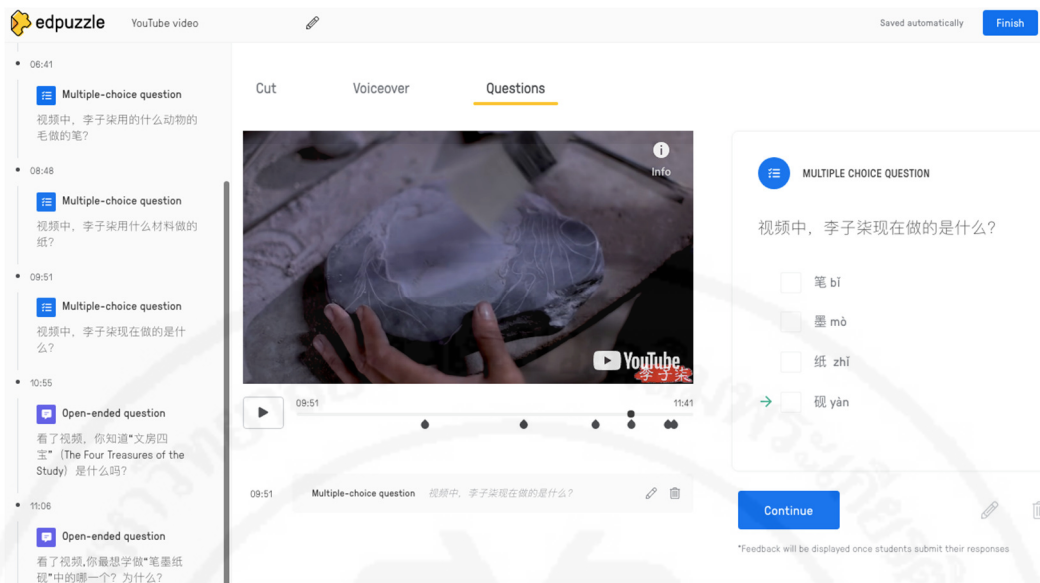 edpuzzle
YouTube video
Saved automatically
Finish
06:41
Multiple-choice question
视频中，李子柒用的什么动物的
毛做的笔？
08:48
Multiple-choice question
视频中，李子柒用什么材料做的
纸？
09:51
Multiple-choice question
视频中，李子柒现在做的是什
么？
10:55
Open-ended question
看了视频，你知道“文房四
宝”（The Four Treasures of the
Study）是什么吗？
11:06
Open-ended question
看了视频,你最想学做“笔墨纸
砚”中的哪一个？为什么？
Cut
Voiceover
Questions
Info
YouTube
李子柒
09:51
11:41
09:51
Multiple-choice question
视频中，李子柒现在做的是什么？
MULTIPLE CHOICE QUESTION
视频中，李子柒现在做的是什么？
笔 bǐ
墨 mò
纸 zhǐ
砚 yàn
Continue
*Feedback will be displayed once students submit their responses